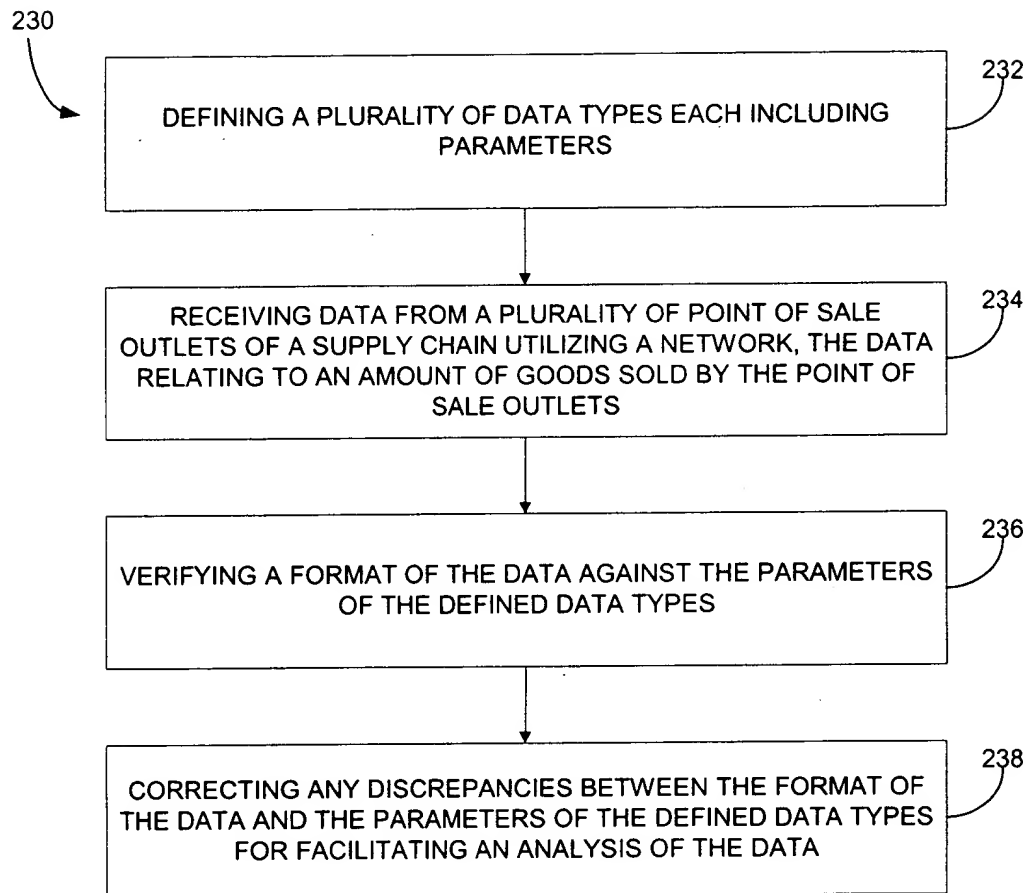 230
232
DEFINING A PLURALITY OF DATA TYPES EACH INCLUDING
PARAMETERS
234
RECEIVING DATA FROM A PLURALITY OF POINT OF SALE
OUTLETS OF A SUPPLY CHAIN UTILIZING A NETWORK, THE DATA
RELATING TO AN AMOUNT OF GOODS SOLD BY THE POINT OF
SALE OUTLETS
236
VERIFYING A FORMAT OF THE DATA AGAINST THE PARAMETERS
OF THE DEFINED DATA TYPES
238
CORRECTING ANY DISCREPANCIES BETWEEN THE FORMAT OF
THE DATA AND THE PARAMETERS OF THE DEFINED DATA TYPES
FOR FACILITATING AN ANALYSIS OF THE DATA